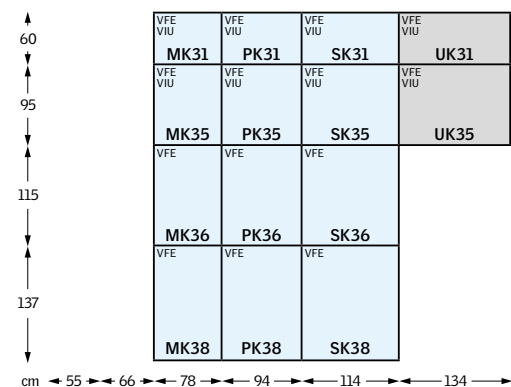 60
VFE
VIU
MK31
VFE
VIU
PK31
VFE
VIU
SK31
VFE
VIU
UK31
95
VFE
VIU
MK35
VFE
VIU
PK35
VFE
VIU
SK35
VFE
VIU
UK35
115
VFE
MK36
VFE
PK36
VFE
SK36
137
VFE
MK38
VFE
PK38
VFE
SK38
cm 55 66 78 94 114 134